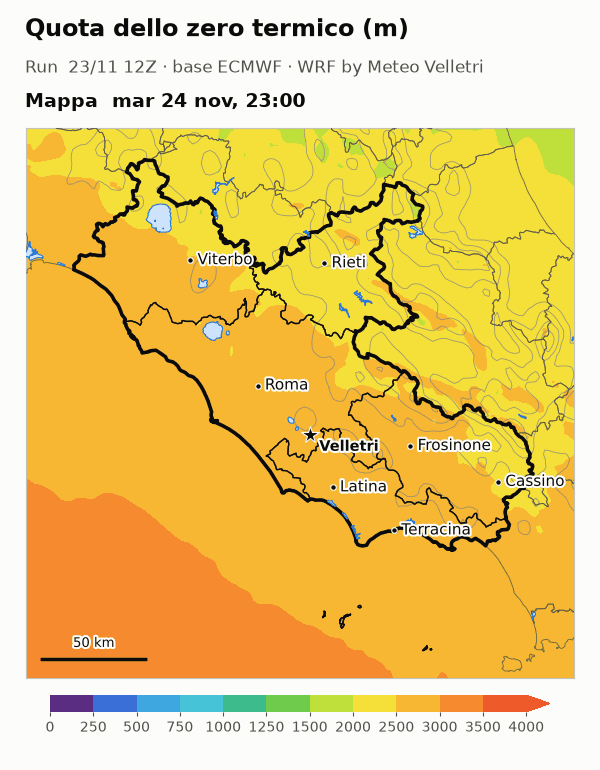 Quota dello zero termico (m)
Run  23/11 12Z · base ECMWF · WRF by Meteo Velletri
Mappa  mar 24 nov, 23:00
Viterbo
Rieti
Roma
Velletri
Frosinone
Cassino
Latina
Terracina
50 km
0 250 500 750 1000 1250 1500 2000 2500 3000 3500 4000